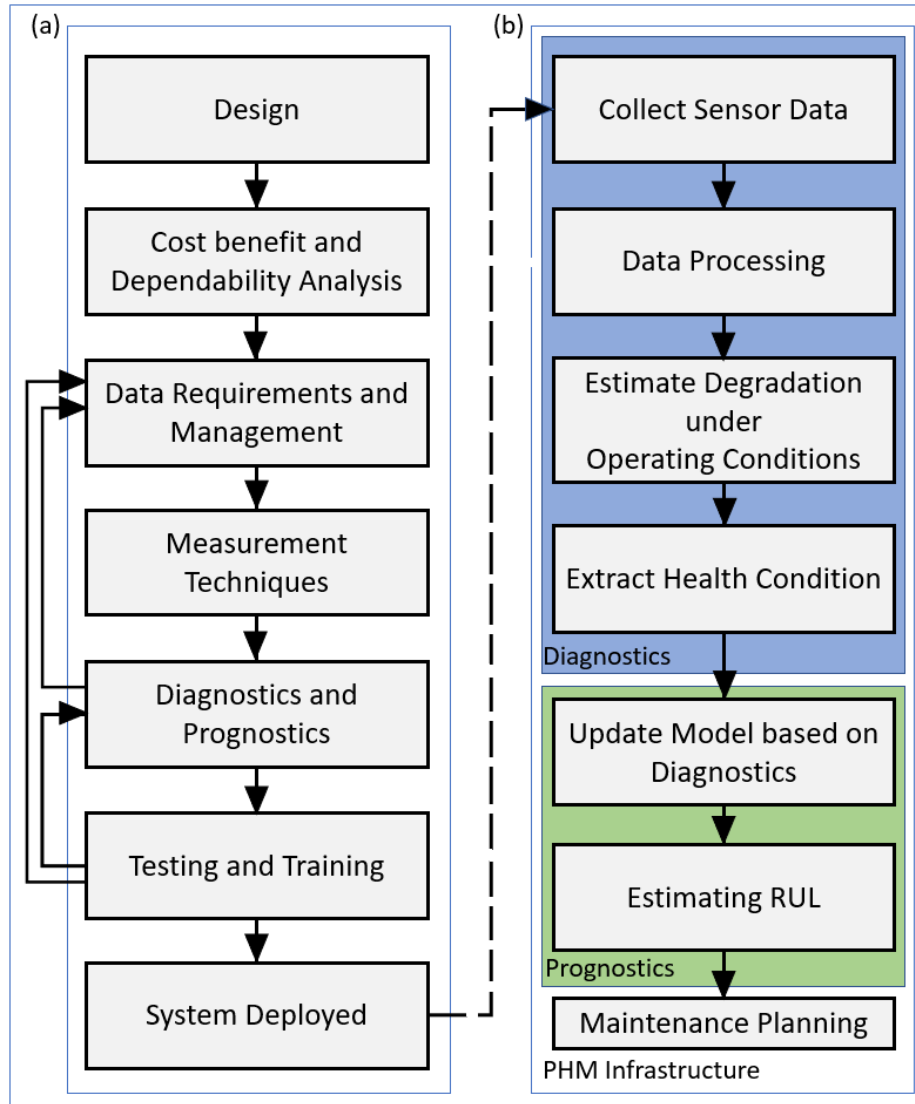 (a)
Design
Cost benefit and
Dependability Analysis
Data Requirements and
Management
Measurement
Techniques
Diagnostics and
Prognostics
Testing and Training
System Deployed
(b)
Collect Sensor Data
Data Processing
Estimate Degradation
under
Operating Conditions
Extract Health Condition
Diagnostics
Update Model based on
Diagnostics
Estimating RUL
Prognostics
Maintenance Planning
PHM Infrastructure